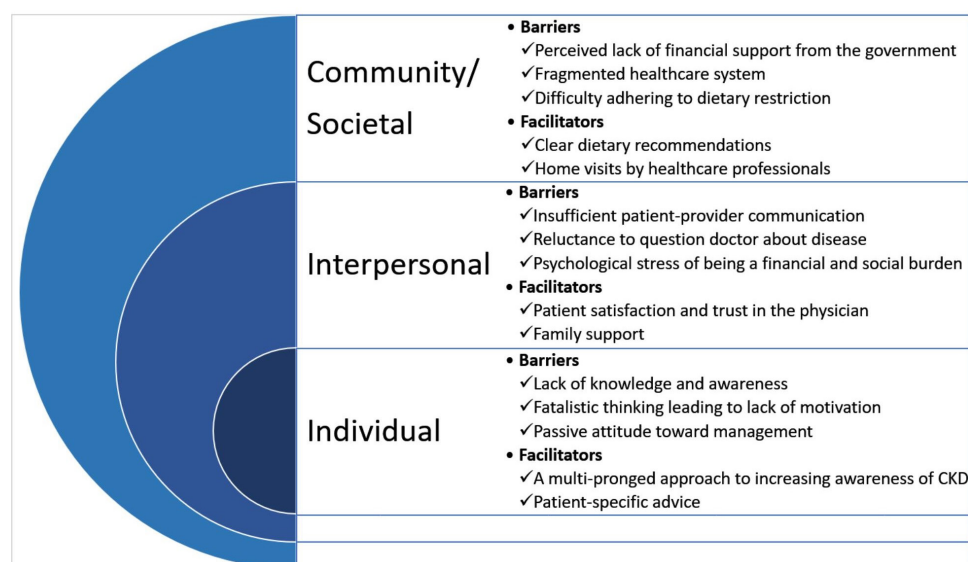 Community/
Societal
• Barriers
✓Perceived lack of financial support from the government
✓Fragmented healthcare system
✓Difficulty adhering to dietary restriction
• Facilitators
✓Clear dietary recommendations
✓Home visits by healthcare professionals
Interpersonal
• Barriers
✓Insufficient patient-provider communication
✓Reluctance to question doctor about disease
✓Psychological stress of being a financial and social burden
• Facilitators
✓Patient satisfaction and trust in the physician
✓Family support
Individual
• Barriers
✓Lack of knowledge and awareness
✓Fatalistic thinking leading to lack of motivation
✓Passive attitude toward management
• Facilitators
✓A multi-pronged approach to increasing awareness of CKD
✓Patient-specific advice